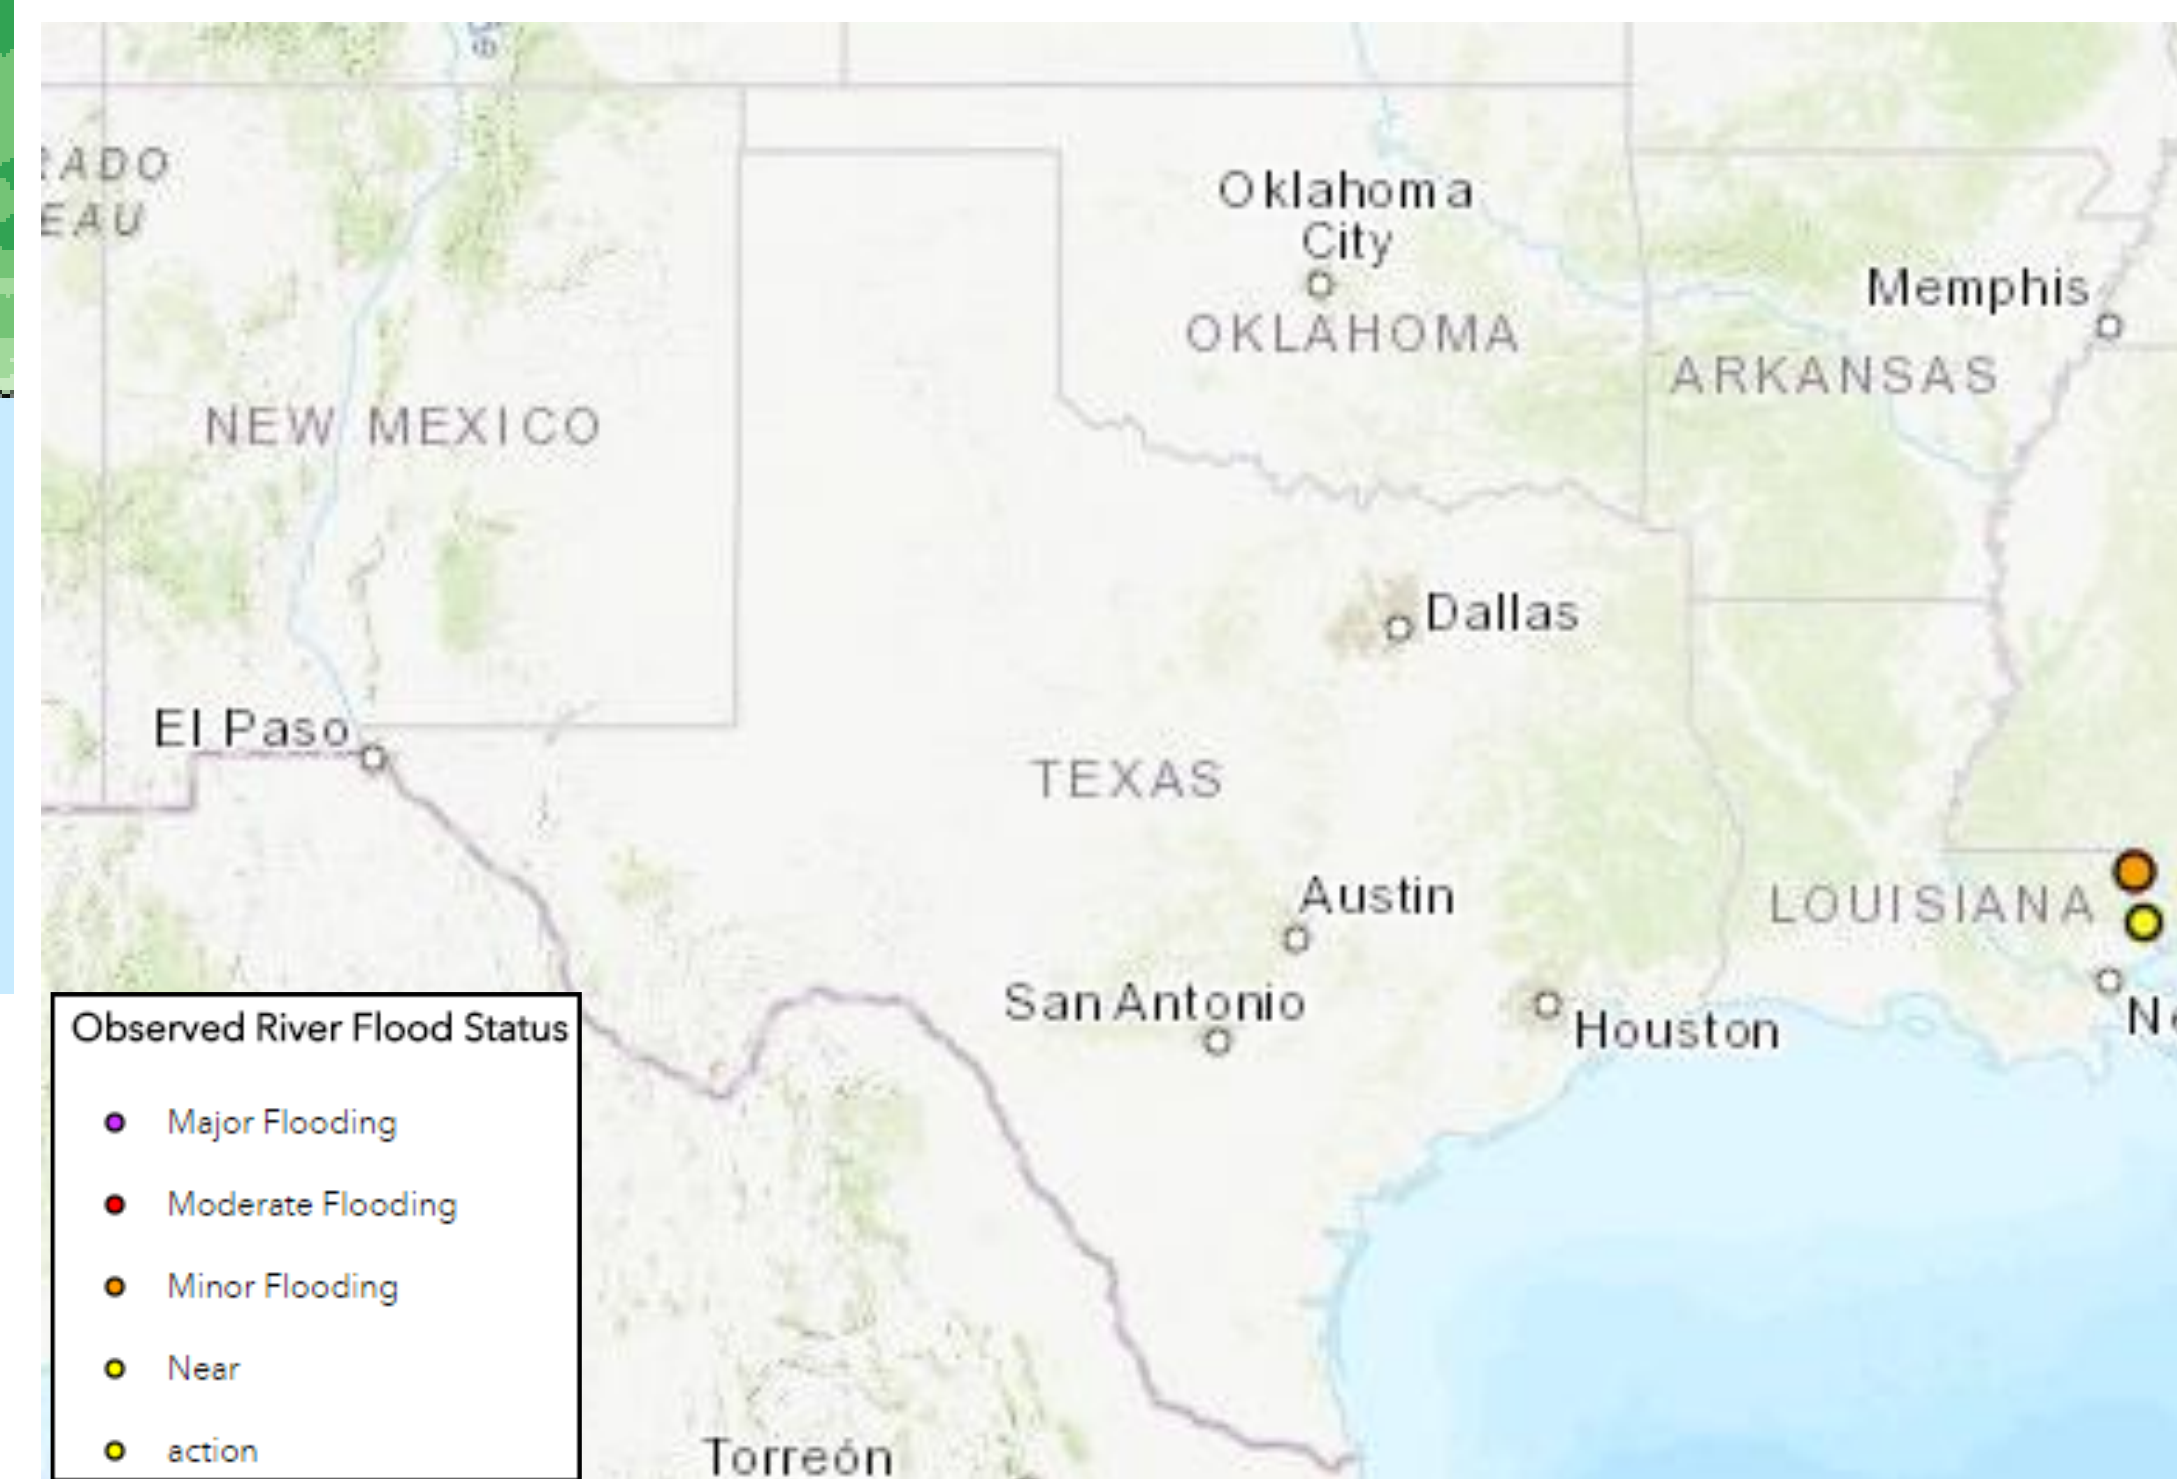 RADO
EAU
Oklahoma
City
OKLAHOMA
Memphis
ARKANSAS
NEW MEXICO
Dallas
El Paso
TEXAS
Austin
LOUISIANA
San Antonio
Houston
Observed River Flood Status
Major Flooding
Moderate Flooding
Minor Flooding
Near
action
Torreón